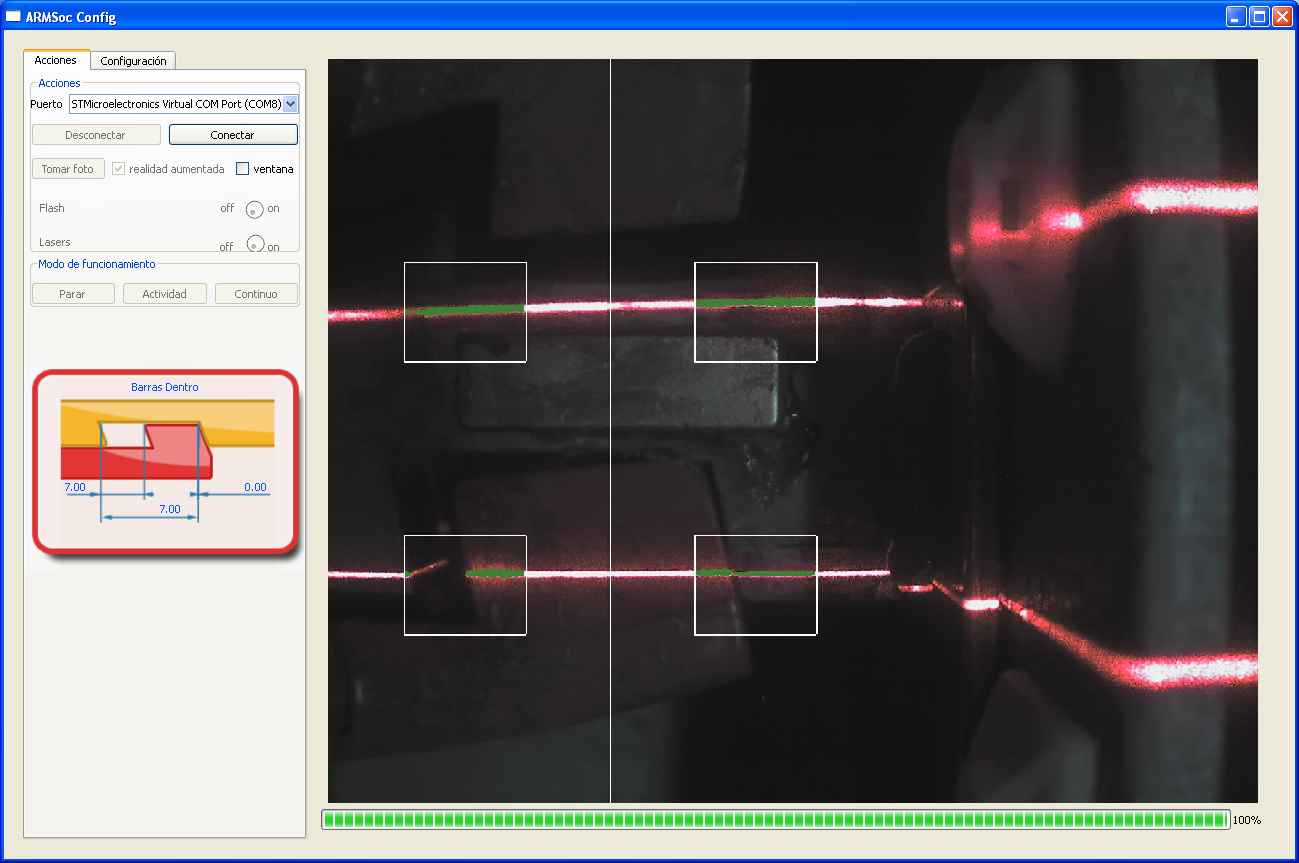 ARMSoc Config
Acciones Configuración
Acciones
Puerto STMicroelectronics Virtual COM Port (COM8)
Desconectar Conectar
Tomar foto realidad aumentada ventana
Flash off on
Lasers off on
Modo de funcionamiento
Parar Actividad Continuo
Barras Dentro
7.00 0.00
7.00
100%